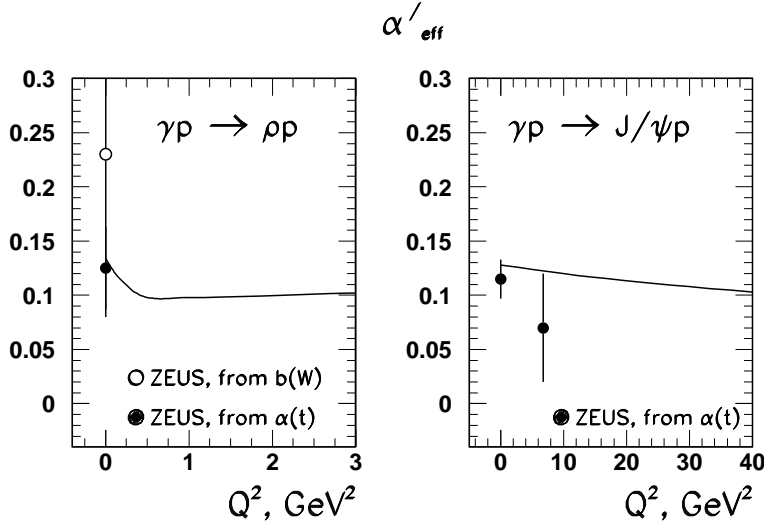 α′eff
γp → ρp
0.3
0.25
0.2
0.15
0.1
0.05
0
ZEUS, from b(W)
ZEUS, from α(t)
0 1 2 3
Q², GeV²
γp → J/ψp
0.3
0.25
0.2
0.15
0.1
0.05
0
ZEUS, from α(t)
0 10 20 30 40
Q², GeV²